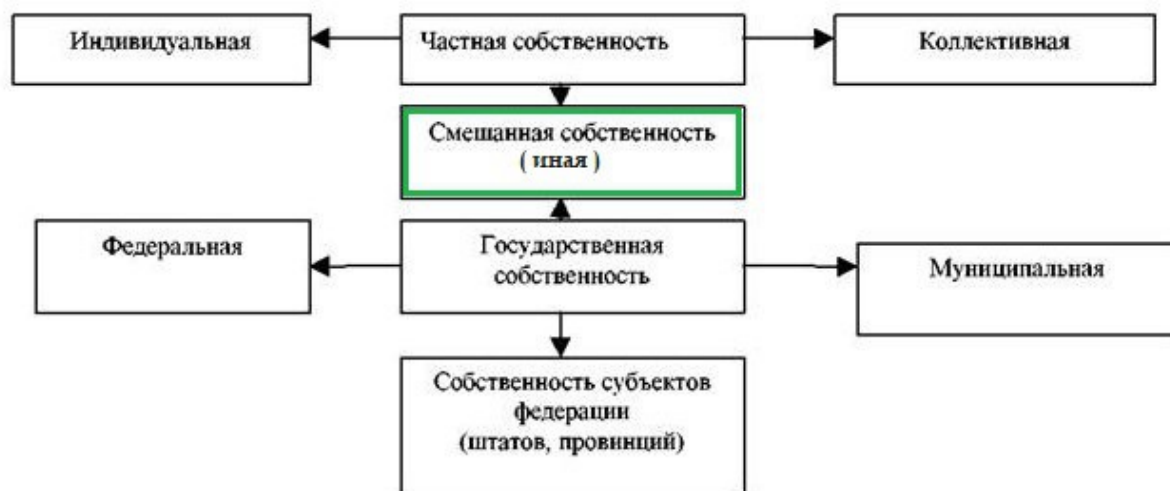 Индивидуальная
Частная собственность
Коллективная
Смешанная собственность
( иная )
Федеральная
Государственная
собственность
Муниципальная
Собственность субъектов
федерации
(штатов, провинций)